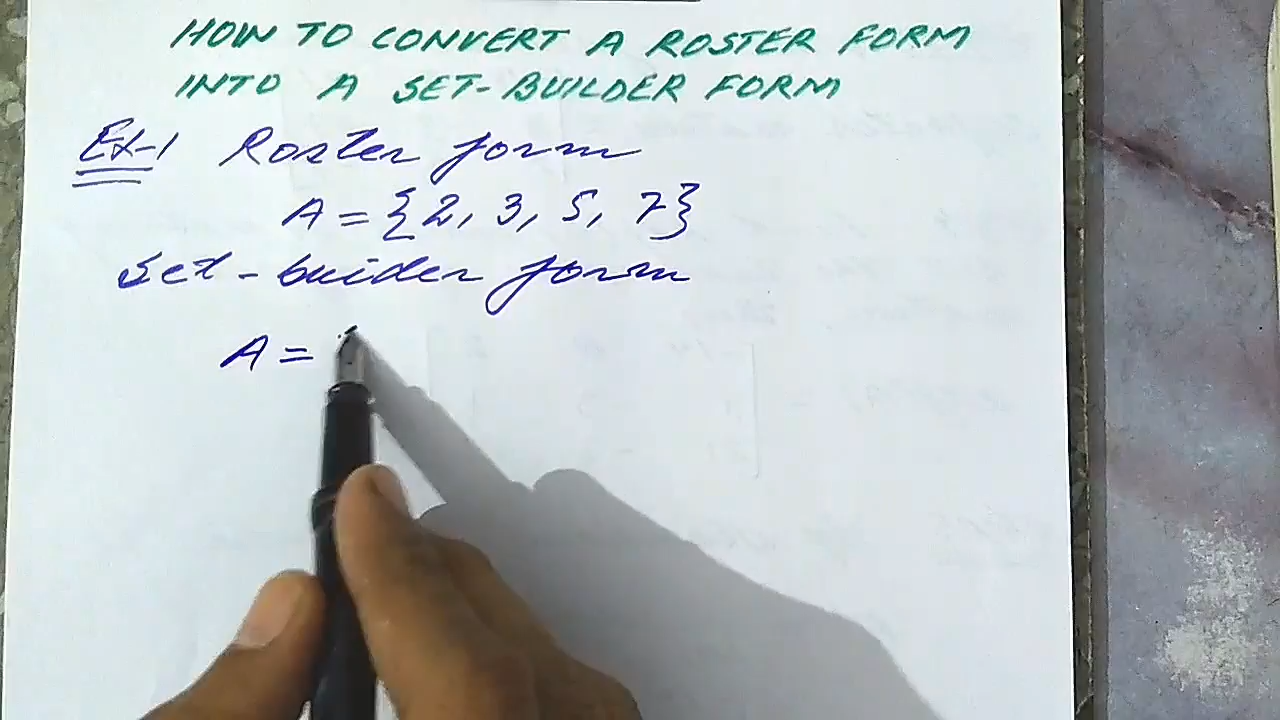 HOW TO CONVERT A ROSTER FORM
INTO A SET-BUILDER FORM
Ex-1 Roster form
A = {2, 3, 5, 7}
Set-buider form
A =